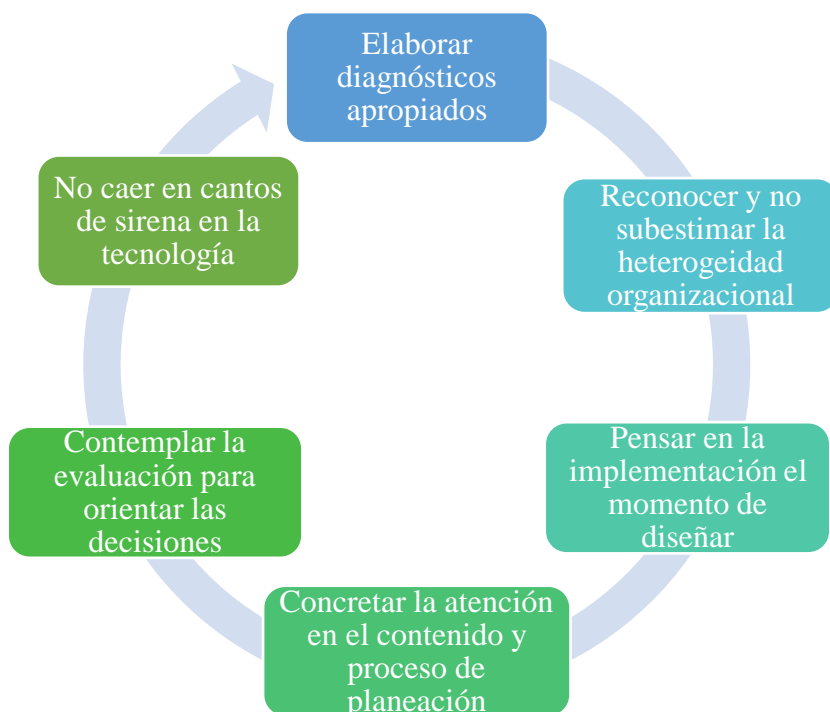 Elaborar
diagnósticos
apropiados
Reconocer y no
subestimar la
heterogeidad
organizacional
Pensar en la
implementación el
momento de
diseñar
Concretar la atención
en el contenido y
proceso de
planeación
Contemplar la
evaluación para
orientar las
decisiones
No caer en cantos
de sirena en la
tecnología